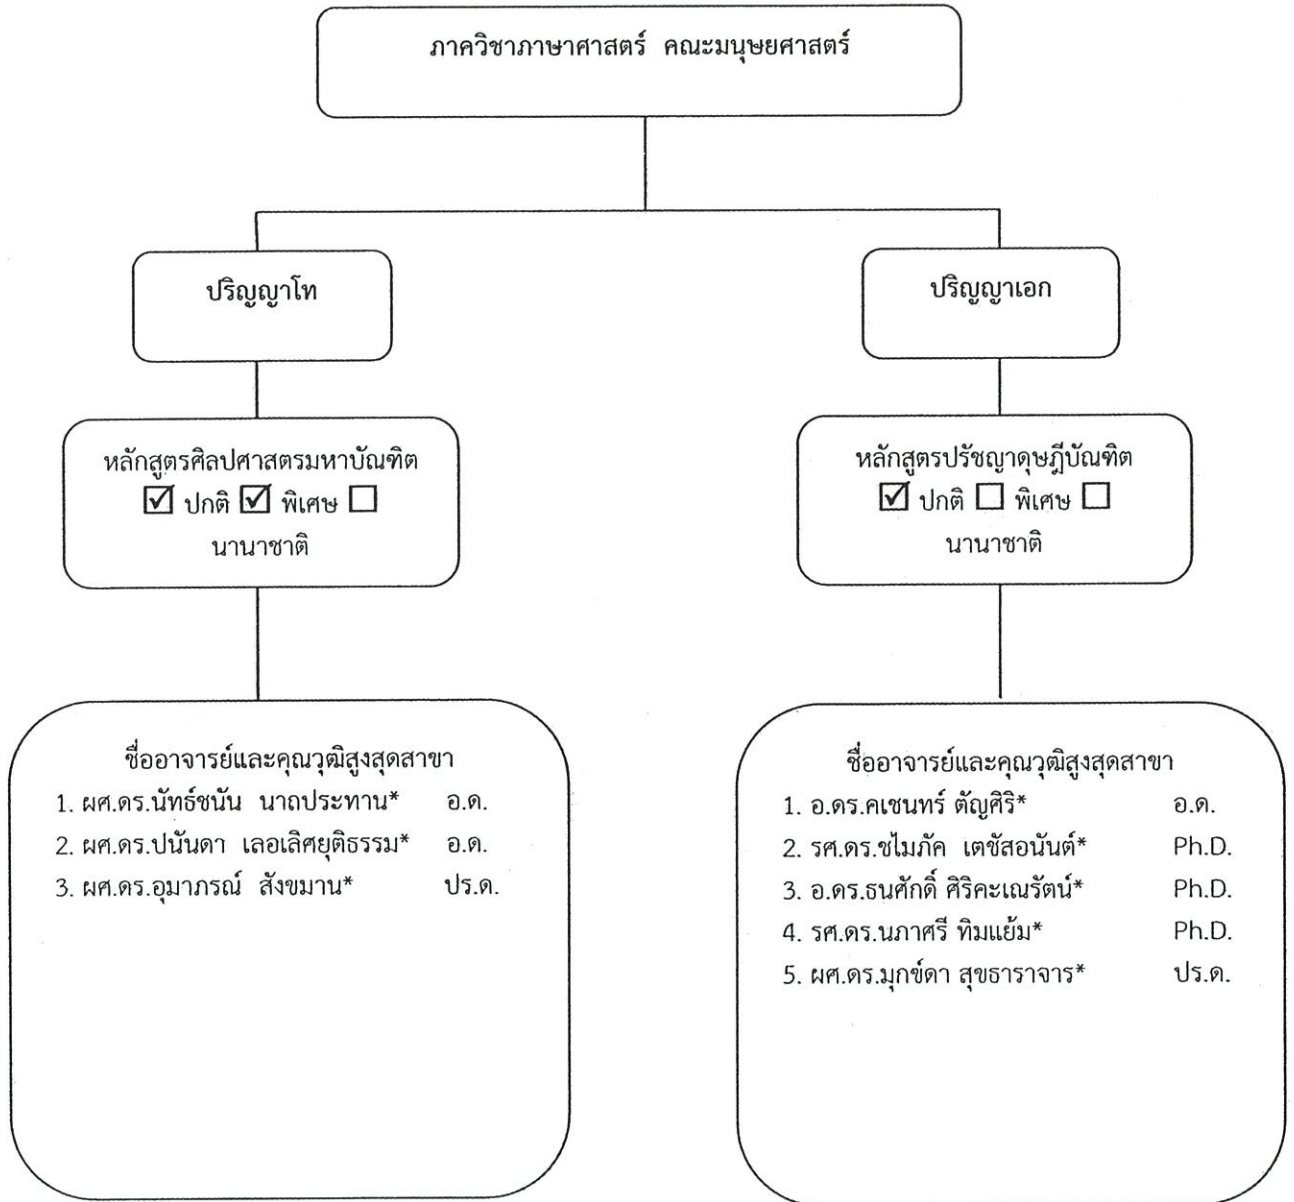 ภาควิชาภาษาศาสตร์ คณะมนุษยศาสตร์
ปริญญาโท
หลักสูตรศิลปศาสตรมหาบัณฑิต
☑ ปกติ ☑ พิเศษ ☐
นานาชาติ
ชื่ออาจารย์และคุณวุฒิสูงสุดสาขา
1. ผศ.ดร.นัทธ์ชนัน นาถประทาน* อ.ด.
2. ผศ.ดร.ปนันดา เลอเลิศยุติธรรม* อ.ด.
3. ผศ.ดร.อุมาภรณ์ สังขมาน* ปร.ด.
ปริญญาเอก
หลักสูตรปรัชญาดุษฎีบัณฑิต
☑ ปกติ ☐ พิเศษ ☐
นานาชาติ
ชื่ออาจารย์และคุณวุฒิสูงสุดสาขา
1. อ.ดร.คเชนทร์ ตัญศิริ* อ.ด.
2. รศ.ดร.ชไมภัค เตชัสอนันต์* Ph.D.
3. อ.ดร.ธนศักดิ์ ศิริคะเณรัตน์* Ph.D.
4. รศ.ดร.นภาศรี ทิมแย้ม* Ph.D.
5. ผศ.ดร.มุกข์ดา สุขธาราจาร* ปร.ด.